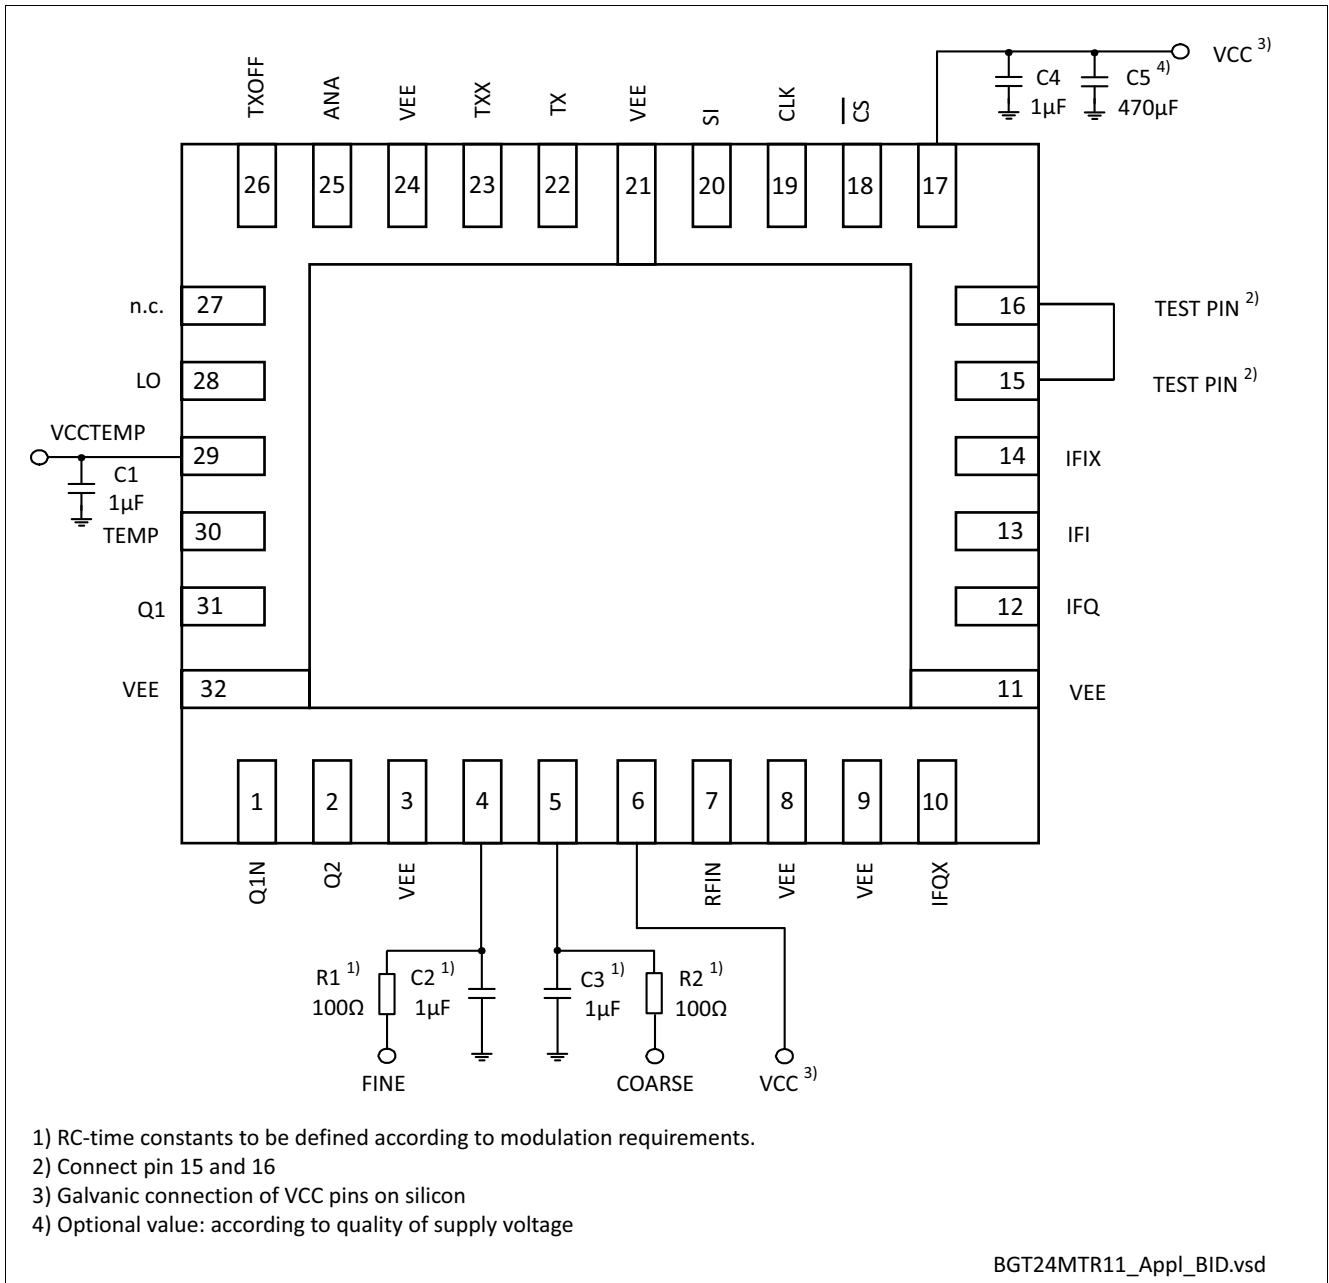 VCC 3)
C4
1µF
C5 4)
470µF
TXOFF
ANA
VEE
TXX
TX
VEE
SI
CLK
CS
26
25
24
23
22
21
20
19
18
17
n.c.
27
16
TEST PIN 2)
LO
28
15
TEST PIN 2)
VCCTEMP
29
C1
1µF
14
IFIX
TEMP
30
13
IFI
Q1
31
12
IFQ
VEE
32
11
VEE
1
2
3
4
5
6
7
8
9
10
Q1N
Q2
VEE
RFIN
VEE
VEE
IFQX
R1 1)
100Ω
C2 1)
1µF
C3 1)
1µF
R2 1)
100Ω
FINE
COARSE
VCC 3)
1) RC-time constants to be defined according to modulation requirements.
2) Connect pin 15 and 16
3) Galvanic connection of VCC pins on silicon
4) Optional value: according to quality of supply voltage
BGT24MTR11_Appl_BID.vsd